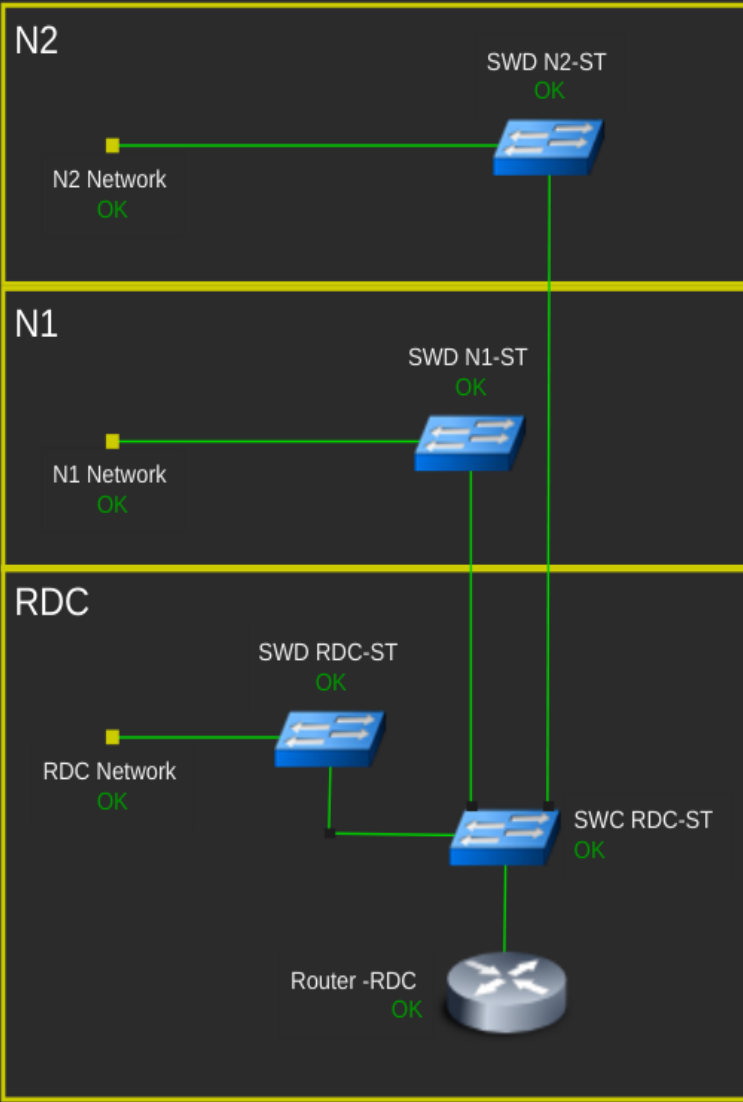 N2
SWD N2-ST
OK
N2 Network
OK
N1
SWD N1-ST
OK
N1 Network
OK
RDC
SWD RDC-ST
OK
RDC Network
OK
SWC RDC-ST
OK
Router -RDC
OK